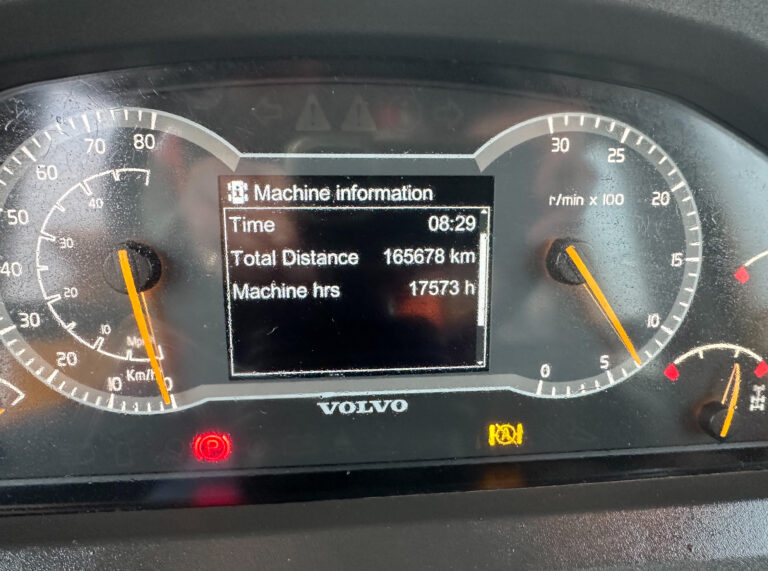 Machine information
Time 08:29
Total Distance 165678 km
Machine hrs 17573 h
80
70
60
50
40
30
20
10
0
Km/h
40
30
20
10
Mph
30
25
r/min x 100
20
15
10
5
0
VOLVO
P
A